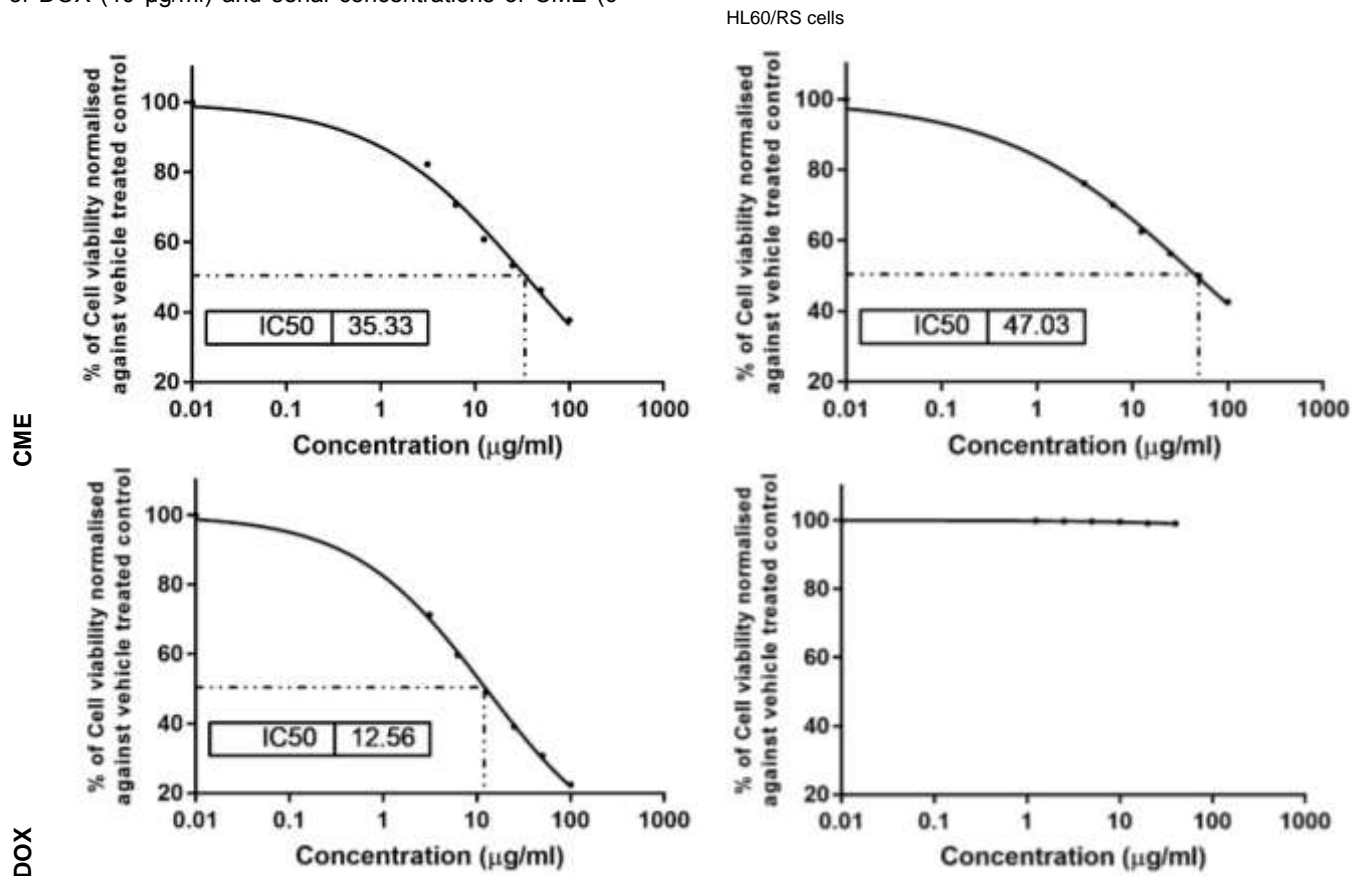 HL60/RS cells
% of Cell viability normalised
against vehicle treated control
100
80
60
40
20
IC50 35.33
0.01 0.1 1 10 100 1000
Concentration (μg/ml)
% of Cell viability normalised
against vehicle treated control
100
80
60
40
20
IC50 47.03
0.01 0.1 1 10 100 1000
Concentration (μg/ml)
CME
% of Cell viability normalised
against vehicle treated control
100
80
60
40
20
IC50 12.56
0.01 0.1 1 10 100 1000
Concentration (μg/ml)
% of Cell viability normalised
against vehicle treated control
100
80
60
40
20
0.01 0.1 1 10 100 1000
Concentration (μg/ml)
DOX